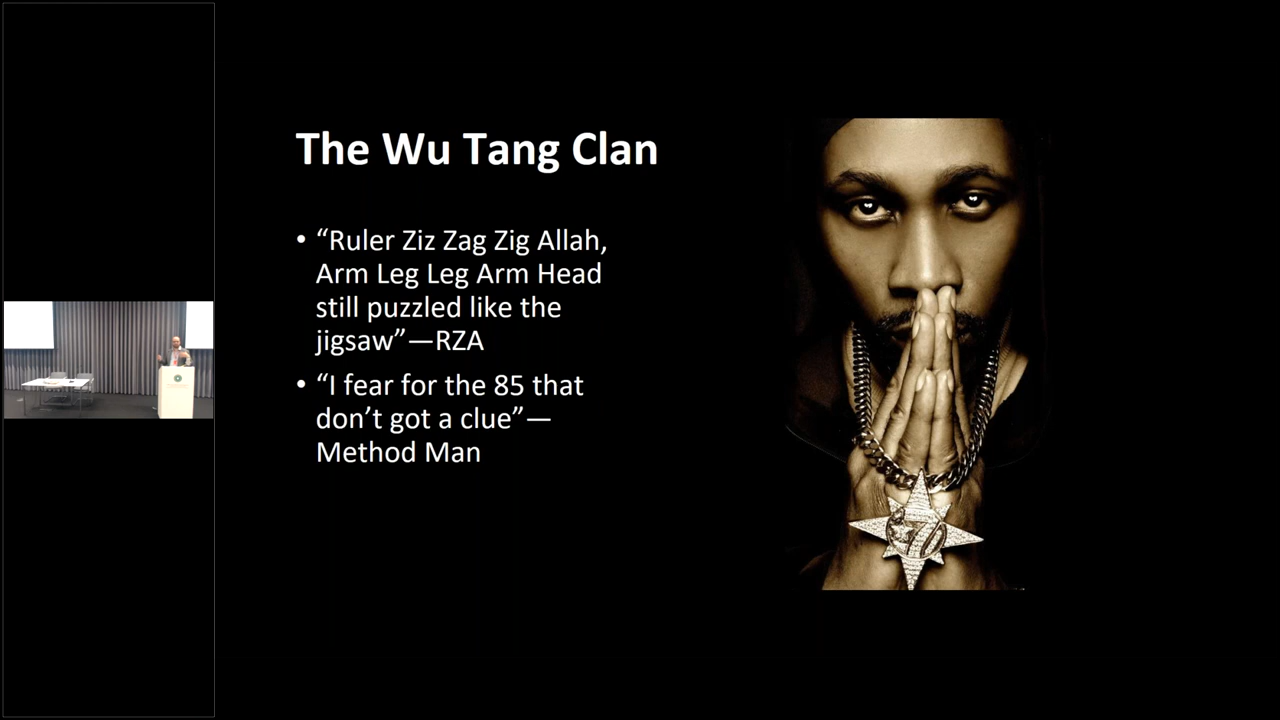 The Wu Tang Clan
• “Ruler Ziz Zag Zig Allah,
Arm Leg Leg Arm Head
still puzzled like the
jigsaw”—RZA
• “I fear for the 85 that
don’t got a clue”—
Method Man
7